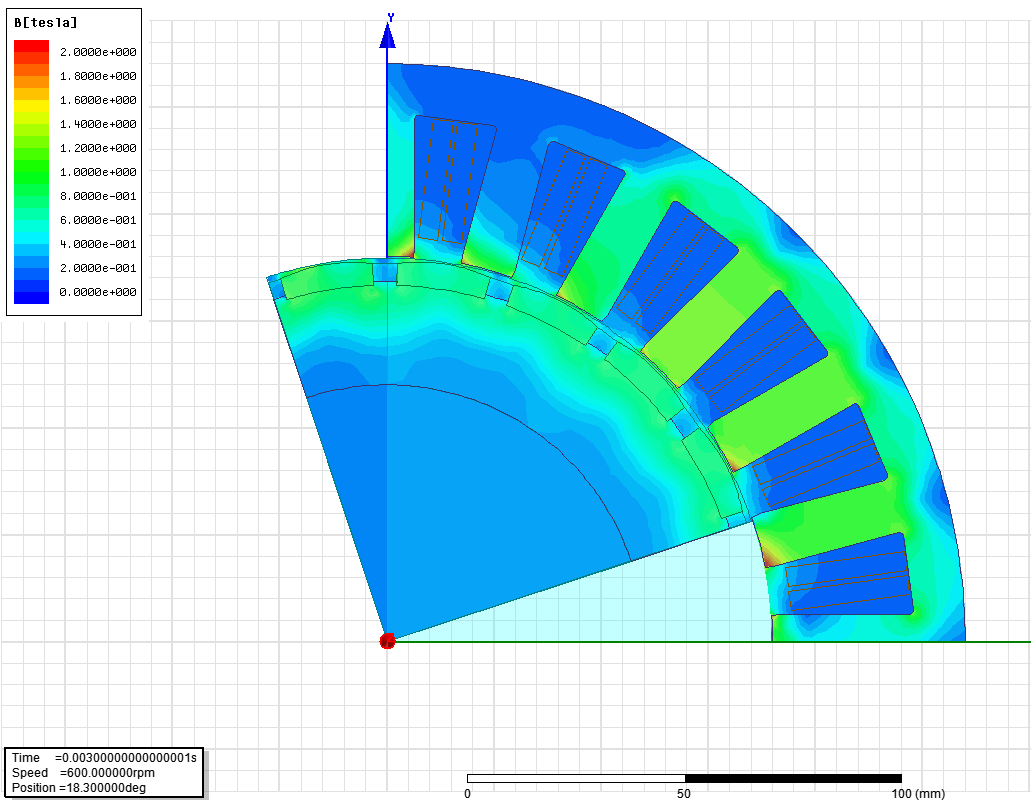 B[tesla]
2.0000e+000
1.8000e+000
1.6000e+000
1.4000e+000
1.2000e+000
1.0000e+000
8.0000e-001
6.0000e-001
4.0000e-001
2.0000e-001
0.0000e+000
Y
Time =0.00300000000000001s
Speed =600.000000rpm
Position =18.300000deg
0 50 100 (mm)